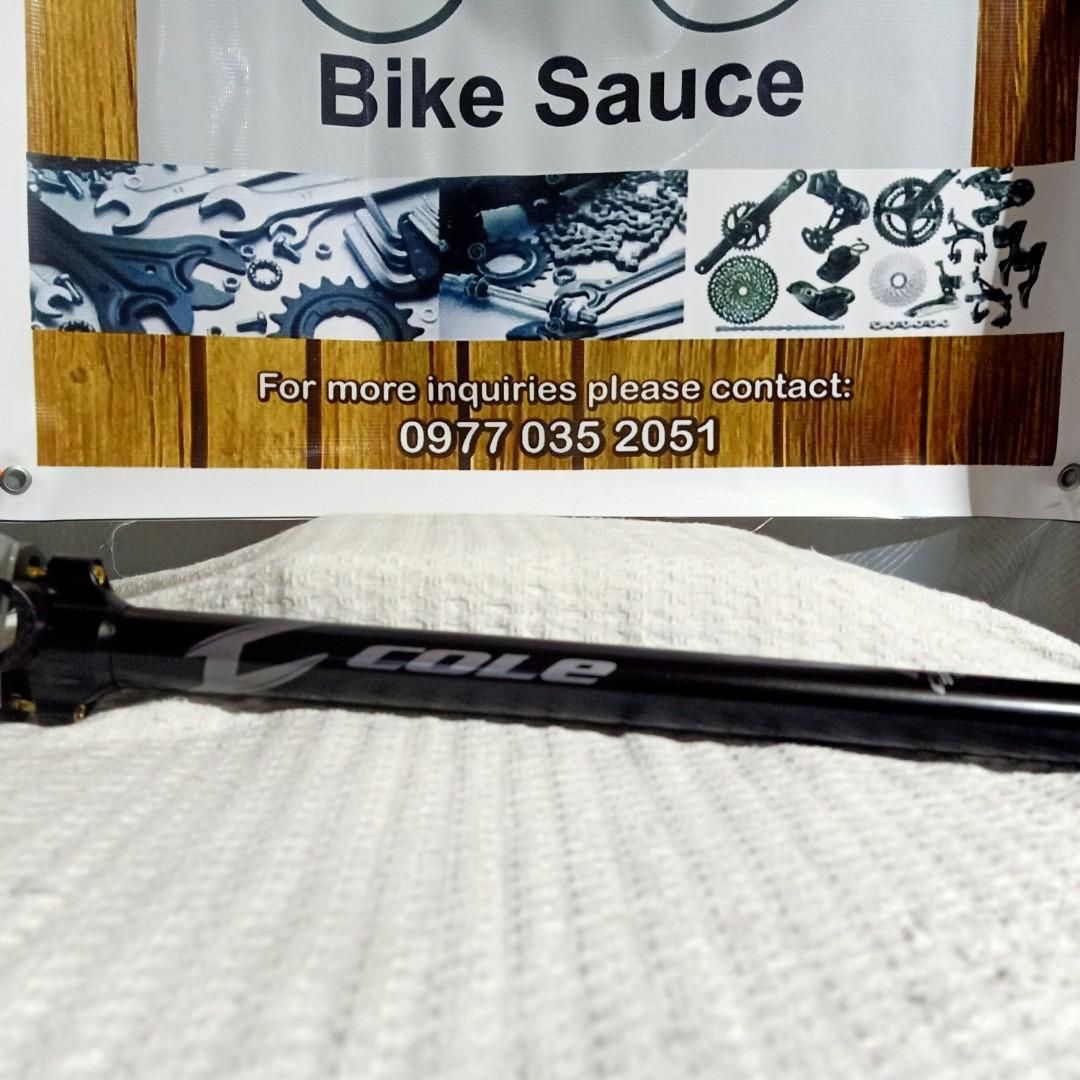 Bike Sauce
For more inquiries please contact:
0977 035 2051
COLe